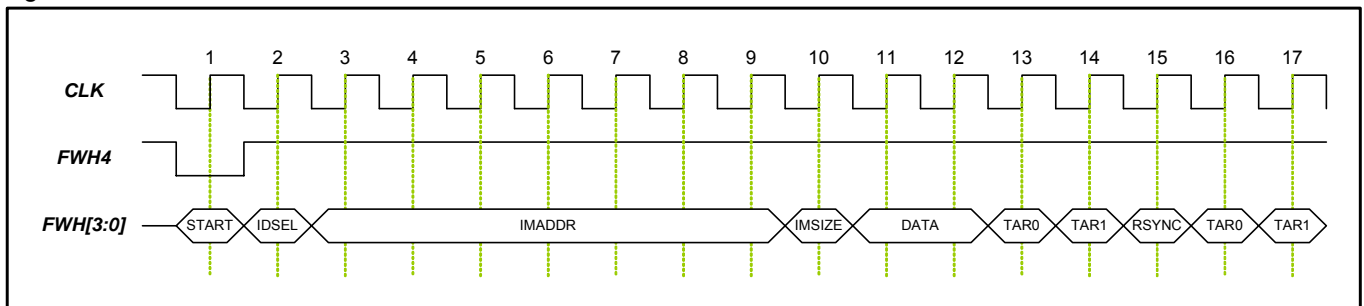 1 2 3 4 5 6 7 8 9 10 11 12 13 14 15 16 17
CLK
FWH4
FWH[3:0] START IDSEL IMADDR IMSIZE DATA TAR0 TAR1 RSYNC TAR0 TAR1